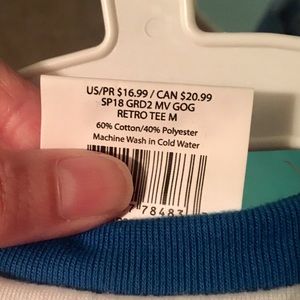 US/PR $16.99 / CAN $20.99
SP18 GRD2 MV GOG
RETRO TEE M
60% Cotton/40% Polyester
Machine Wash in Cold Water
78483